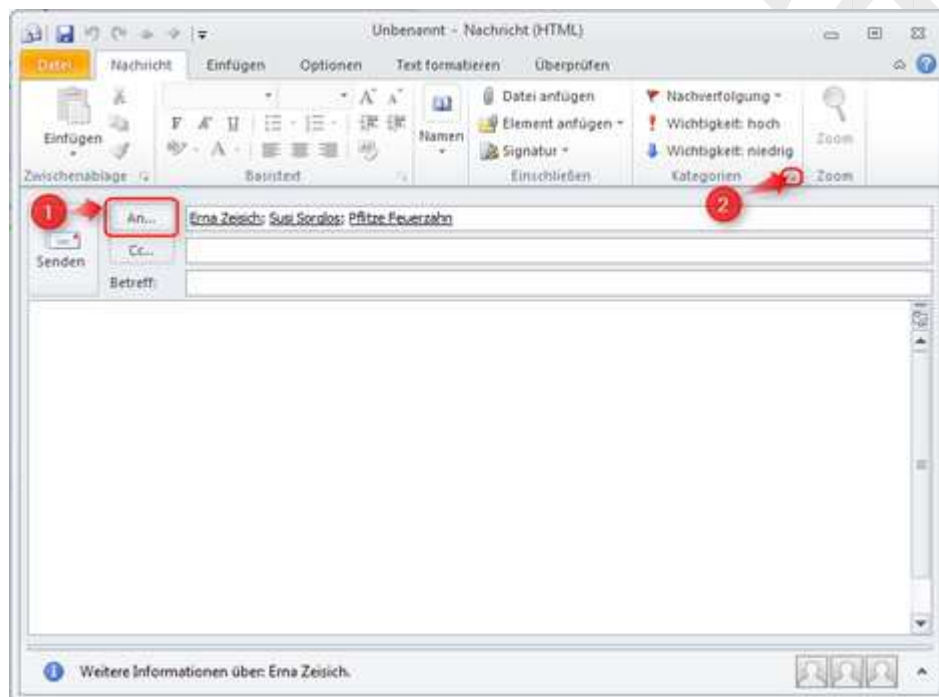 Unbenannt - Nachricht (HTML)
Datei Nachricht Einfügen Optionen Text formatieren Überprüfen
Einfügen
F K U
A
Namen
Datei anfügen
Element anfügen
Signatur
Nachverfolgung
Wichtigkeit: hoch
Wichtigkeit: niedrig
Zoom
Zwischenablage Basistext Einschließen Kategorien Zoom
1
2
Senden
An... Erna Zeisich; Susi Sorglos; Pfitze Feuerzahn
Cc...
Betreff:
Weitere Informationen über: Erna Zeisich.